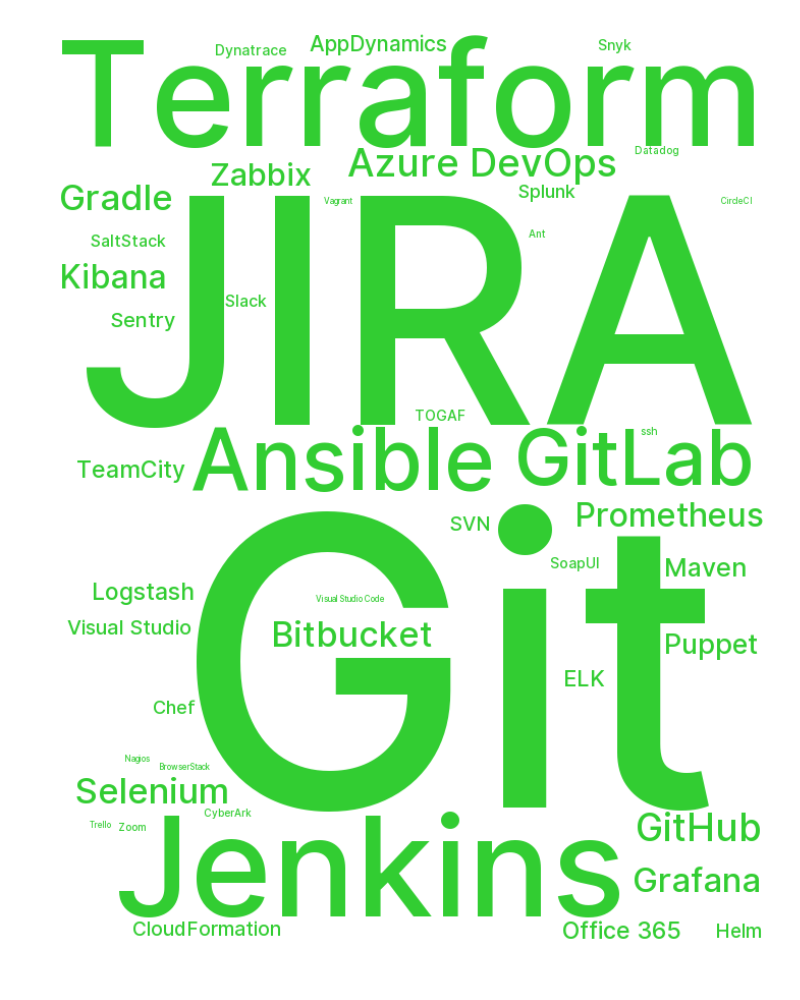 Dynatrace
AppDynamics
Snyk
Terraform
Datadog
Azure DevOps
Zabbix
Gradle
Splunk
Vagrant
CircleCI
Ant
SaltStack
Kibana
Slack
Sentry
JIRA
TOGAF
ssh
Ansible
GitLab
TeamCity
Prometheus
SVN
SoapUI
Maven
Logstash
Visual Studio Code
Visual Studio
Bitbucket
Puppet
ELK
Git
Chef
Nagios
BrowserStack
Selenium
CyberArk
Trello
Zoom
GitHub
Jenkins
Grafana
CloudFormation
Office 365
Helm